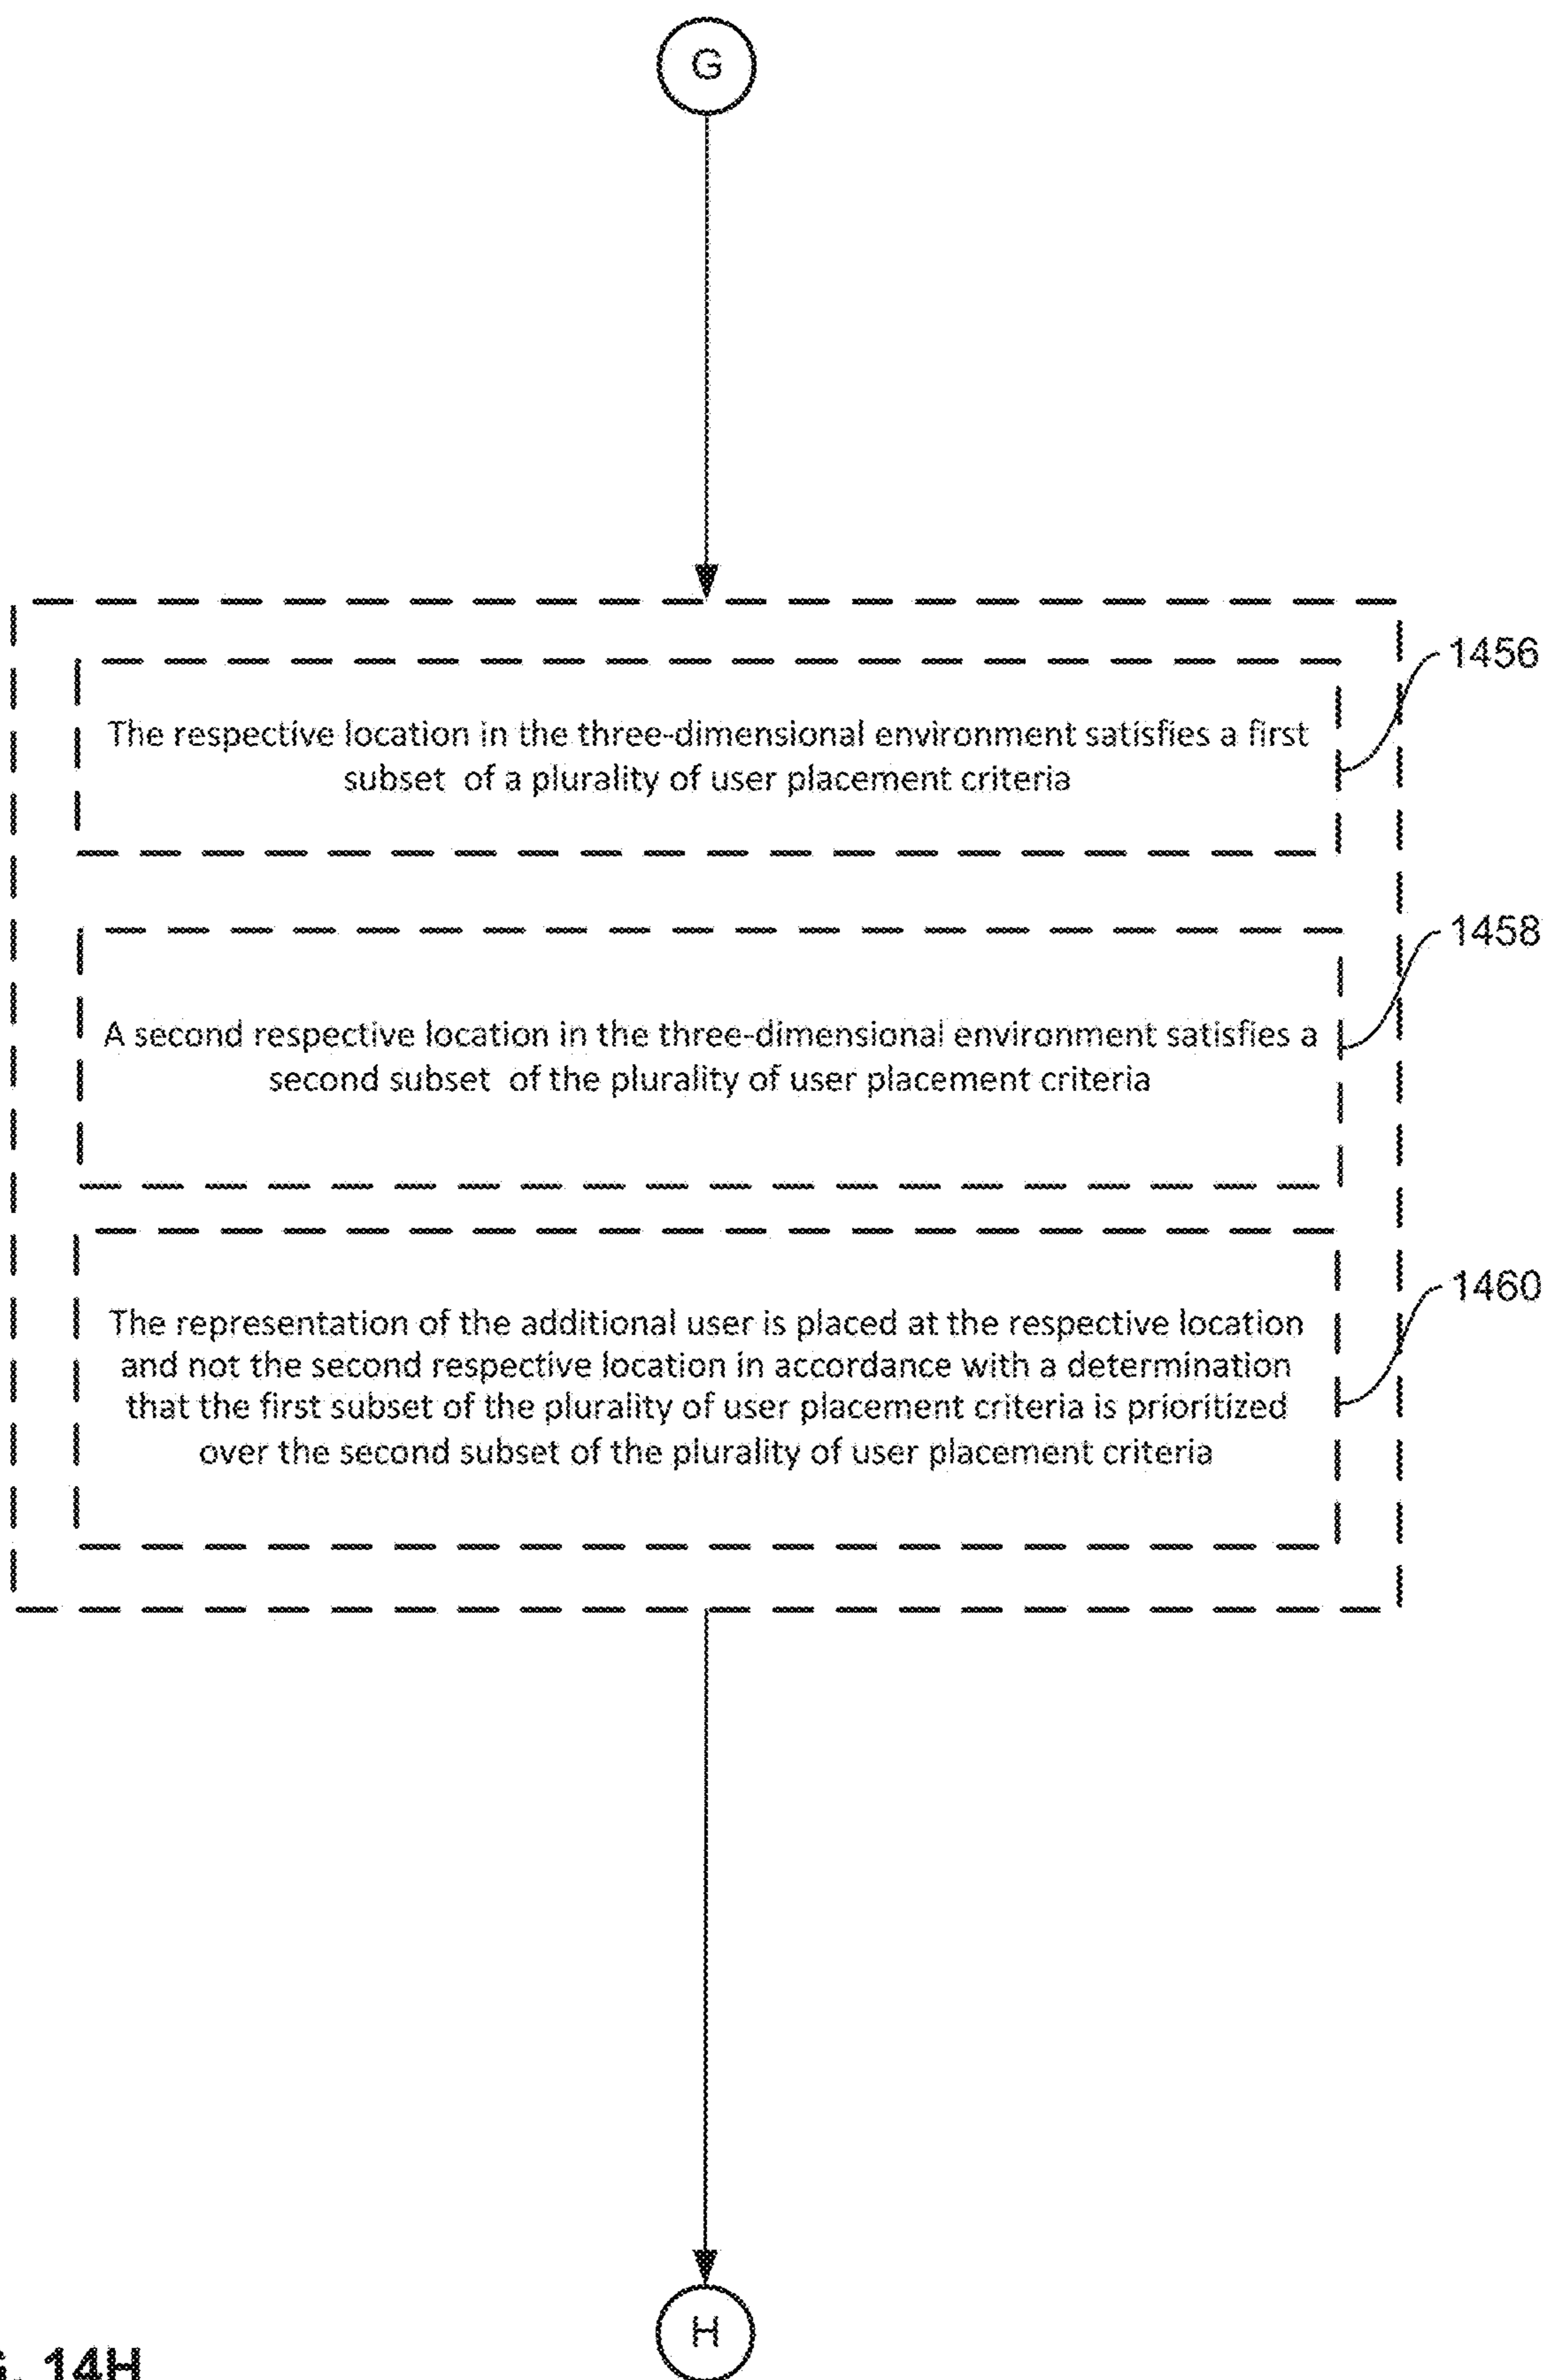 G
1456
The respective location in the three-dimensional environment satisfies a first
subset of a plurality of user placement criteria
1458
A second respective location in the three-dimensional environment satisfies a
second subset of the plurality of user placement criteria
1460
The representation of the additional user is placed at the respective location
and not the second respective location in accordance with a determination
that the first subset of the plurality of user placement criteria is prioritized
over the second subset of the plurality of user placement criteria
H
14H